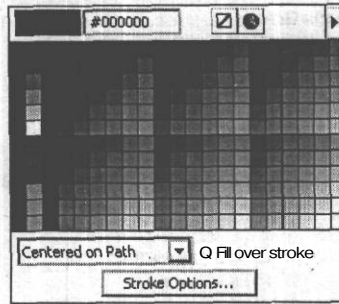 #000000
Centered on Path
Q Fill over stroke
Stroke Options...